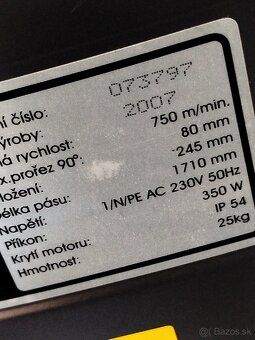 ní číslo: 073797
ýroby: 2007
á rychlost: 750 m/min.
x.prořez 90°: 80 mm
ložení: -245 mm
élka pásu: 1710 mm
Napětí: 1/N/PE AC 230V 50Hz
Příkon: 350 W
Krytí motoru: IP 54
Hmotnost: 25kg
Bazos.sk